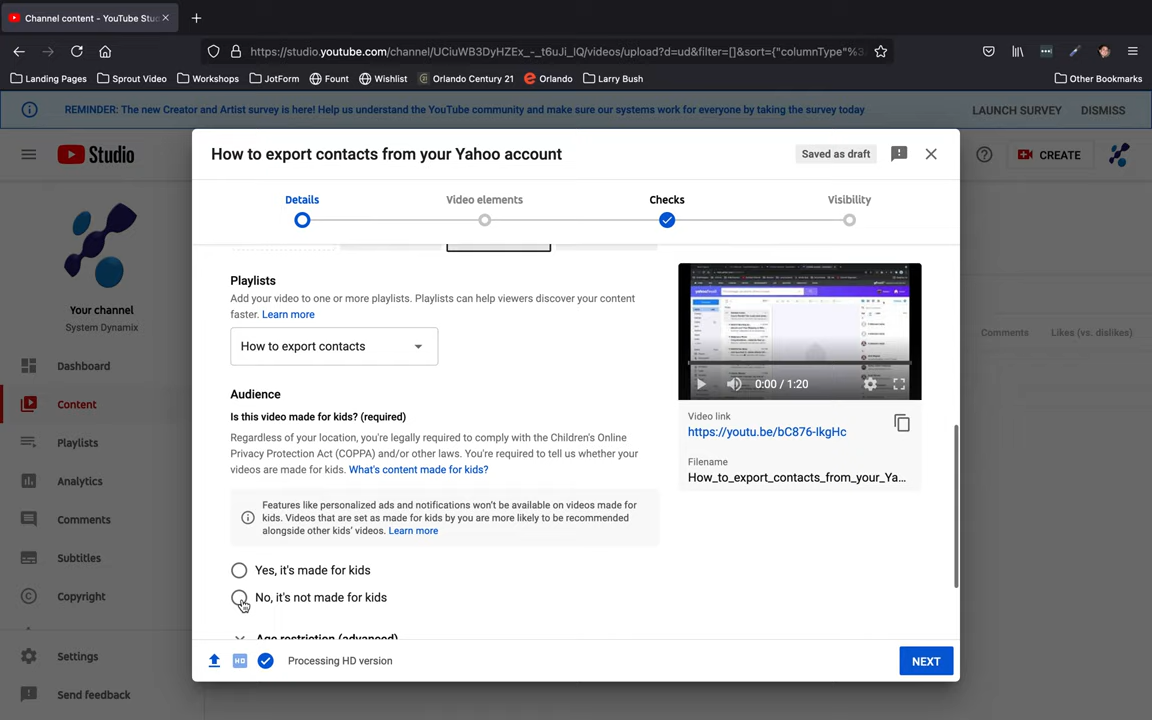 Channel content - YouTube Stu
https://studio.youtube.com/channel/UCiuWB3DyHZEx_-_t6uJi_IQ/videos/upload?d=ud&filter=[]&sort={"columnType"%3
Landing Pages Sprout Video Workshops JotForm Fount Wishlist Orlando Century 21 Orlando Larry Bush Other Bookmarks
REMINDER: The new Creator and Artist survey is here! Help us understand the YouTube community and make sure our systems work for everyone by taking the survey today LAUNCH SURVEY DISMISS
Studio
CREATE
Your channel
System Dynamix
Dashboard
Content
Playlists
Analytics
Comments
Subtitles
Copyright
Settings
Send feedback
Comments Likes (vs. dislikes)
How to export contacts from your Yahoo account
Saved as draft
Details Video elements Checks Visibility
Playlists
Add your video to one or more playlists. Playlists can help viewers discover your content
faster. Learn more
How to export contacts
Audience
Is this video made for kids? (required)
Regardless of your location, you're legally required to comply with the Children's Online
Privacy Protection Act (COPPA) and/or other laws. You're required to tell us whether your
videos are made for kids. What's content made for kids?
Features like personalized ads and notifications won't be available on videos made for
kids. Videos that are set as made for kids by you are more likely to be recommended
alongside other kids' videos. Learn more
Yes, it's made for kids
No, it's not made for kids
Age restriction (advanced)
0:00 / 1:20
Video link
https://youtu.be/bC876-lkgHc
Filename
How_to_export_contacts_from_your_Ya...
HD
Processing HD version
NEXT